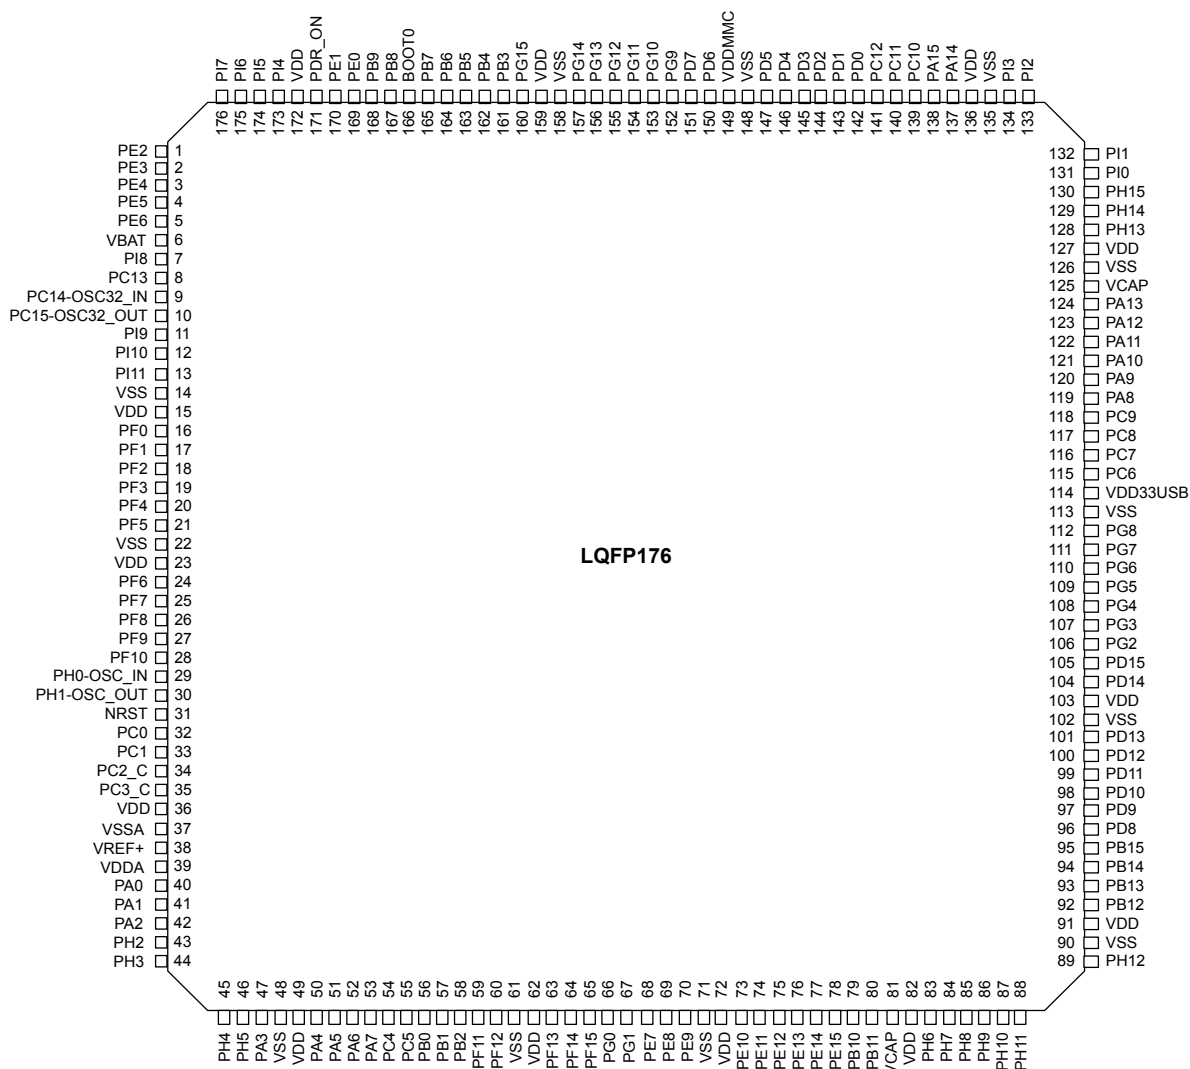 PI7 PI6 PI5 PI4 VDD PDR_ON PE1 PE0 PB9 PB8 BOOT0 PB7 PB6 PB5 PB4 PB3 PG15 VDD VSS PG14 PG13 PG12 PG11 PG10 PG9 PD7 PD6 VDDMMC VSS PD5 PD4 PD3 PD2 PD1 PD0 PC12 PC11 PC10 PA15 PA14 VDD VSS PI3 PI2
176 175 174 173 172 171 170 169 168 167 166 165 164 163 162 161 160 159 158 157 156 155 154 153 152 151 150 149 148 147 146 145 144 143 142 141 140 139 138 137 136 135 134 133
PE2 1
PE3 2
PE4 3
PE5 4
PE6 5
VBAT 6
PI8 7
PC13 8
PC14-OSC32_IN 9
PC15-OSC32_OUT 10
PI9 11
PI10 12
PI11 13
VSS 14
VDD 15
PF0 16
PF1 17
PF2 18
PF3 19
PF4 20
PF5 21
VSS 22
VDD 23
PF6 24
PF7 25
PF8 26
PF9 27
PF10 28
PH0-OSC_IN 29
PH1-OSC_OUT 30
NRST 31
PC0 32
PC1 33
PC2_C 34
PC3_C 35
VDD 36
VSSA 37
VREF+ 38
VDDA 39
PA0 40
PA1 41
PA2 42
PH2 43
PH3 44
LQFP176
132 PI1
131 PI0
130 PH15
129 PH14
128 PH13
127 VDD
126 VSS
125 VCAP
124 PA13
123 PA12
122 PA11
121 PA10
120 PA9
119 PA8
118 PC9
117 PC8
116 PC7
115 PC6
114 VDD33USB
113 VSS
112 PG8
111 PG7
110 PG6
109 PG5
108 PG4
107 PG3
106 PG2
105 PD15
104 PD14
103 VDD
102 VSS
101 PD13
100 PD12
99 PD11
98 PD10
97 PD9
96 PD8
95 PB15
94 PB14
93 PB13
92 PB12
91 VDD
90 VSS
89 PH12
45 46 47 48 49 50 51 52 53 54 55 56 57 58 59 60 61 62 63 64 65 66 67 68 69 70 71 72 73 74 75 76 77 78 79 80 81 82 83 84 85 86 87 88
PH4 PH5 PA3 VSS VDD PA4 PA5 PA6 PA7 PC4 PC5 PB0 PB1 PB2 PF11 PF12 VSS VDD PF13 PF14 PF15 PG0 PG1 PE7 PE8 PE9 VSS VDD PE10 PE11 PE12 PE13 PE14 PE15 PB10 PB11 VCAP VDD PH6 PH7 PH8 PH9 PH10 PH11